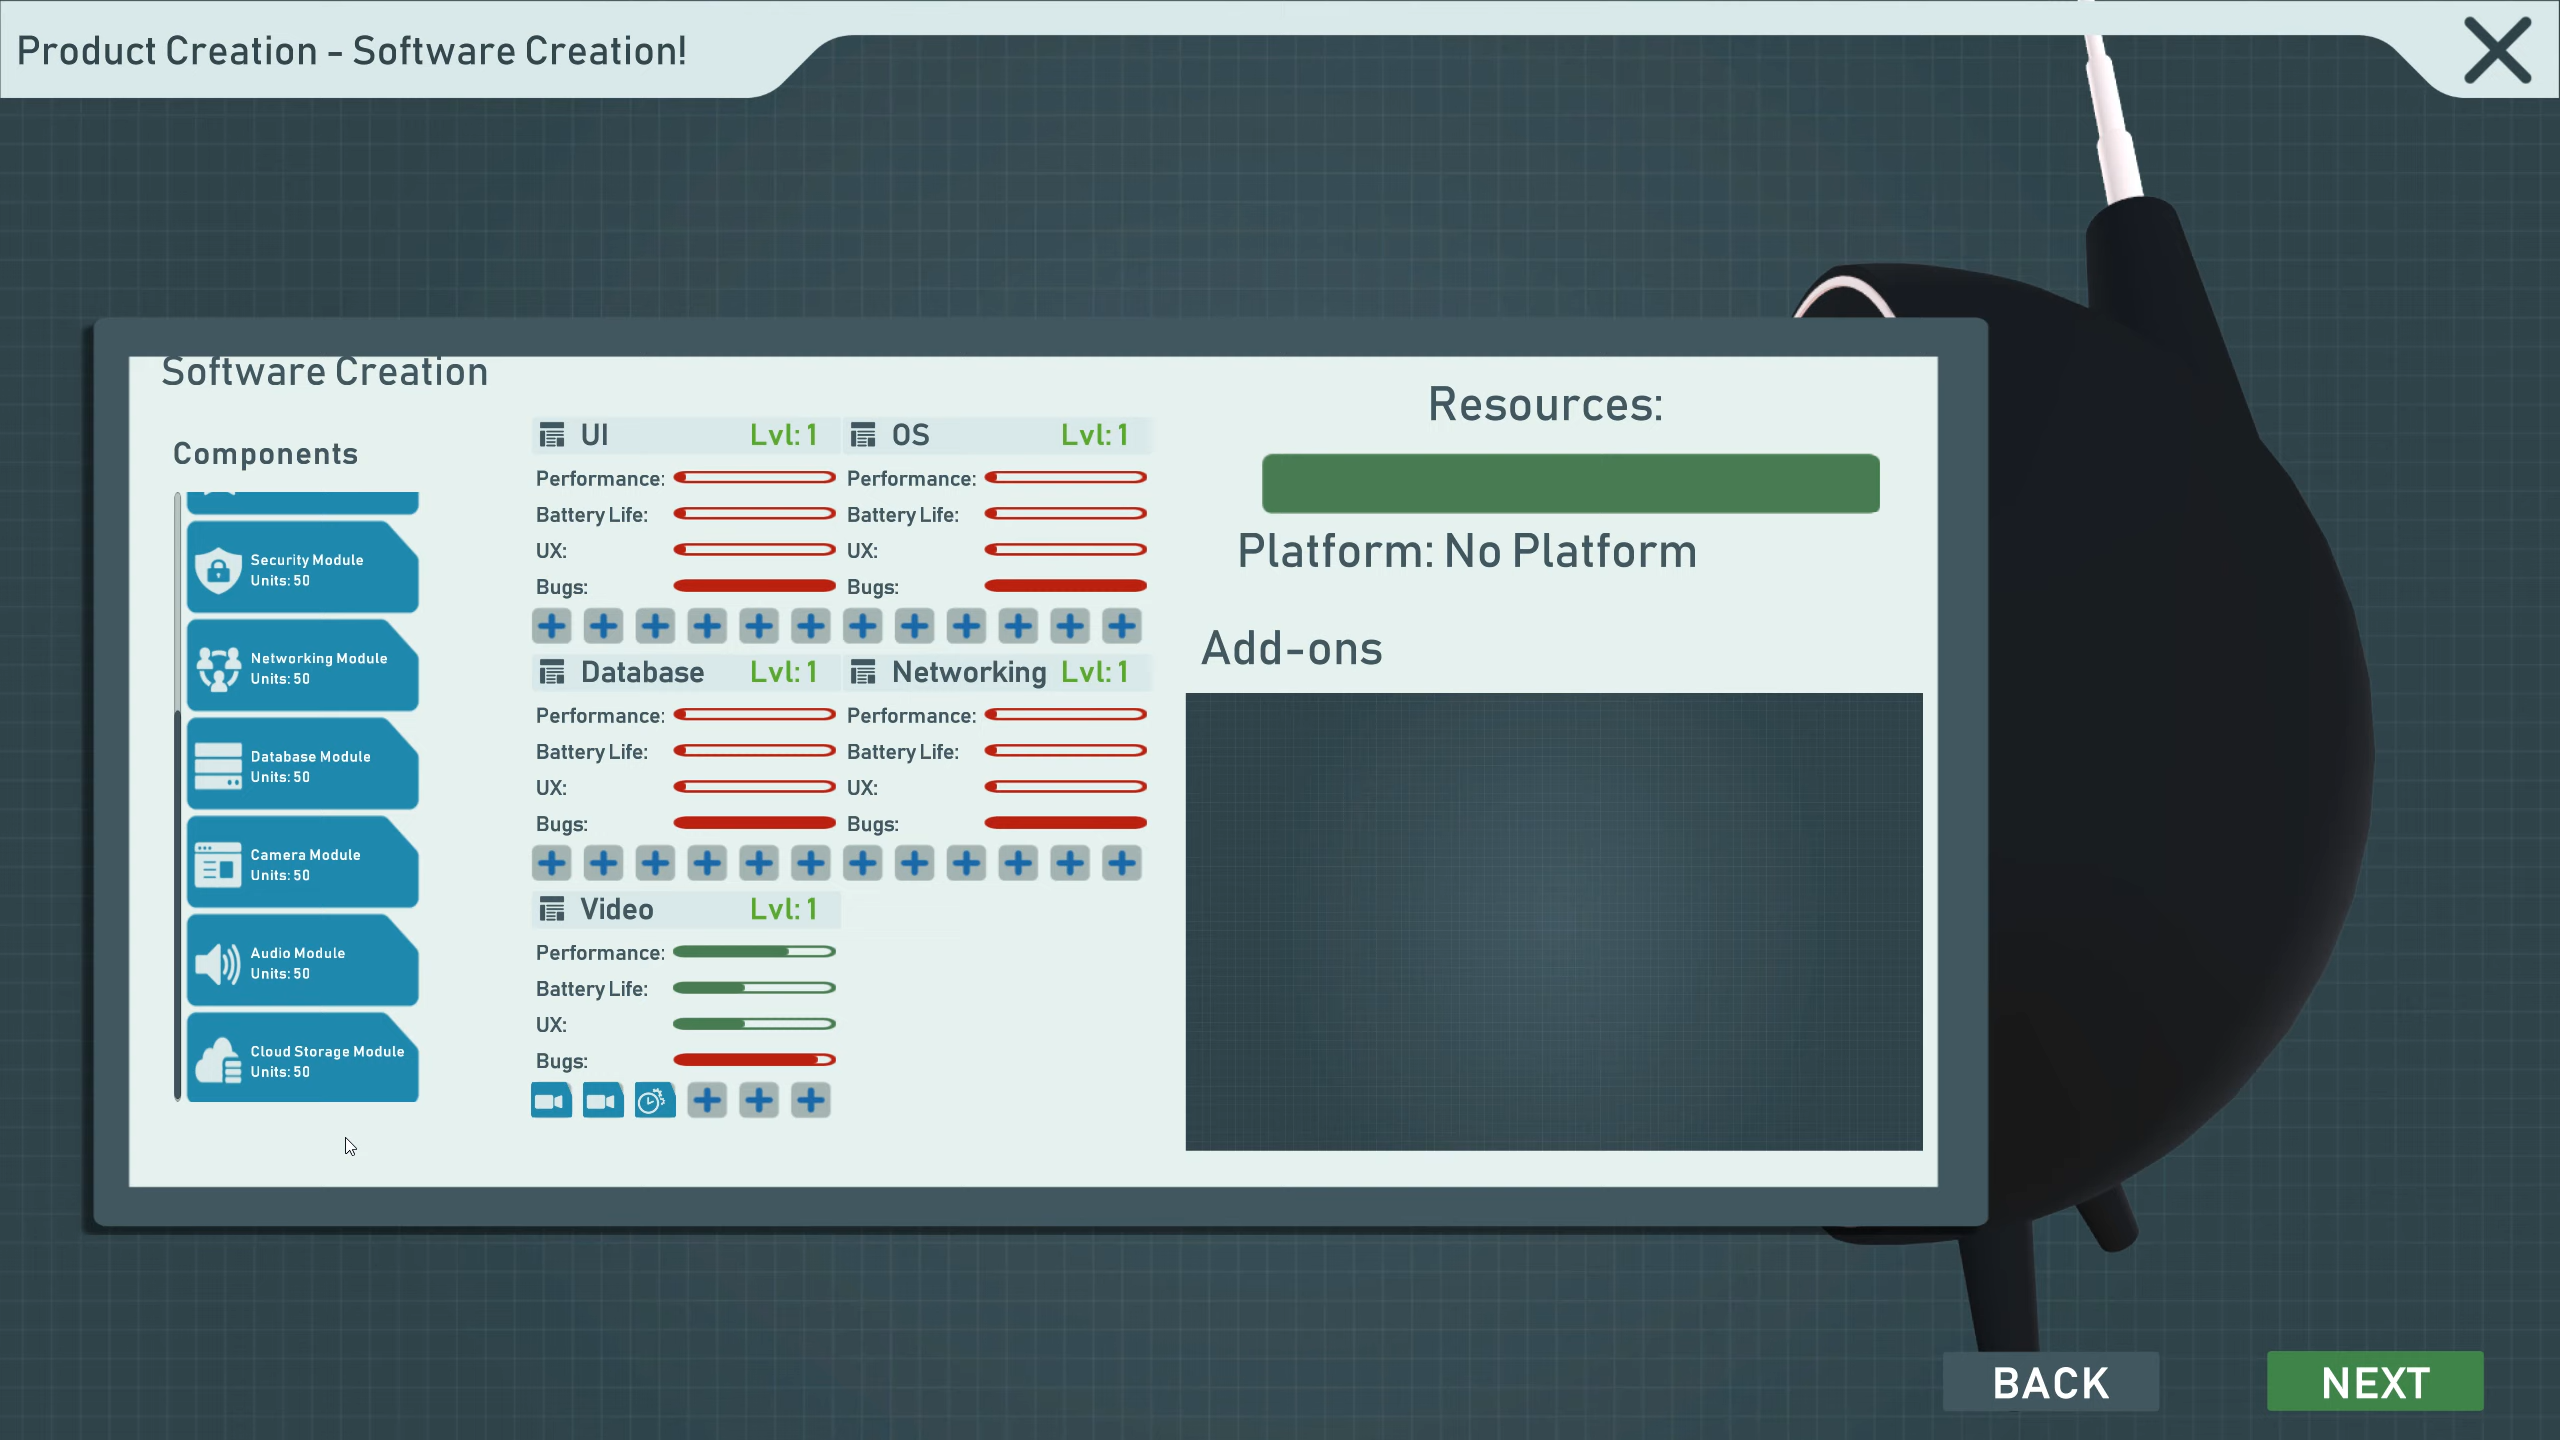 Product Creation - Software Creation!
Software Creation
Components
Security Module
Units: 50
Networking Module
Units: 50
Database Module
Units: 50
Camera Module
Units: 50
Audio Module
Units: 50
Cloud Storage Module
Units: 50
UI Lvl: 1
Performance:
Battery Life:
UX:
Bugs:
OS Lvl: 1
Performance:
Battery Life:
UX:
Bugs:
Database Lvl: 1
Performance:
Battery Life:
UX:
Bugs:
Networking Lvl: 1
Performance:
Battery Life:
UX:
Bugs:
Video Lvl: 1
Performance:
Battery Life:
UX:
Bugs:
Resources:
Platform: No Platform
Add-ons
BACK
NEXT